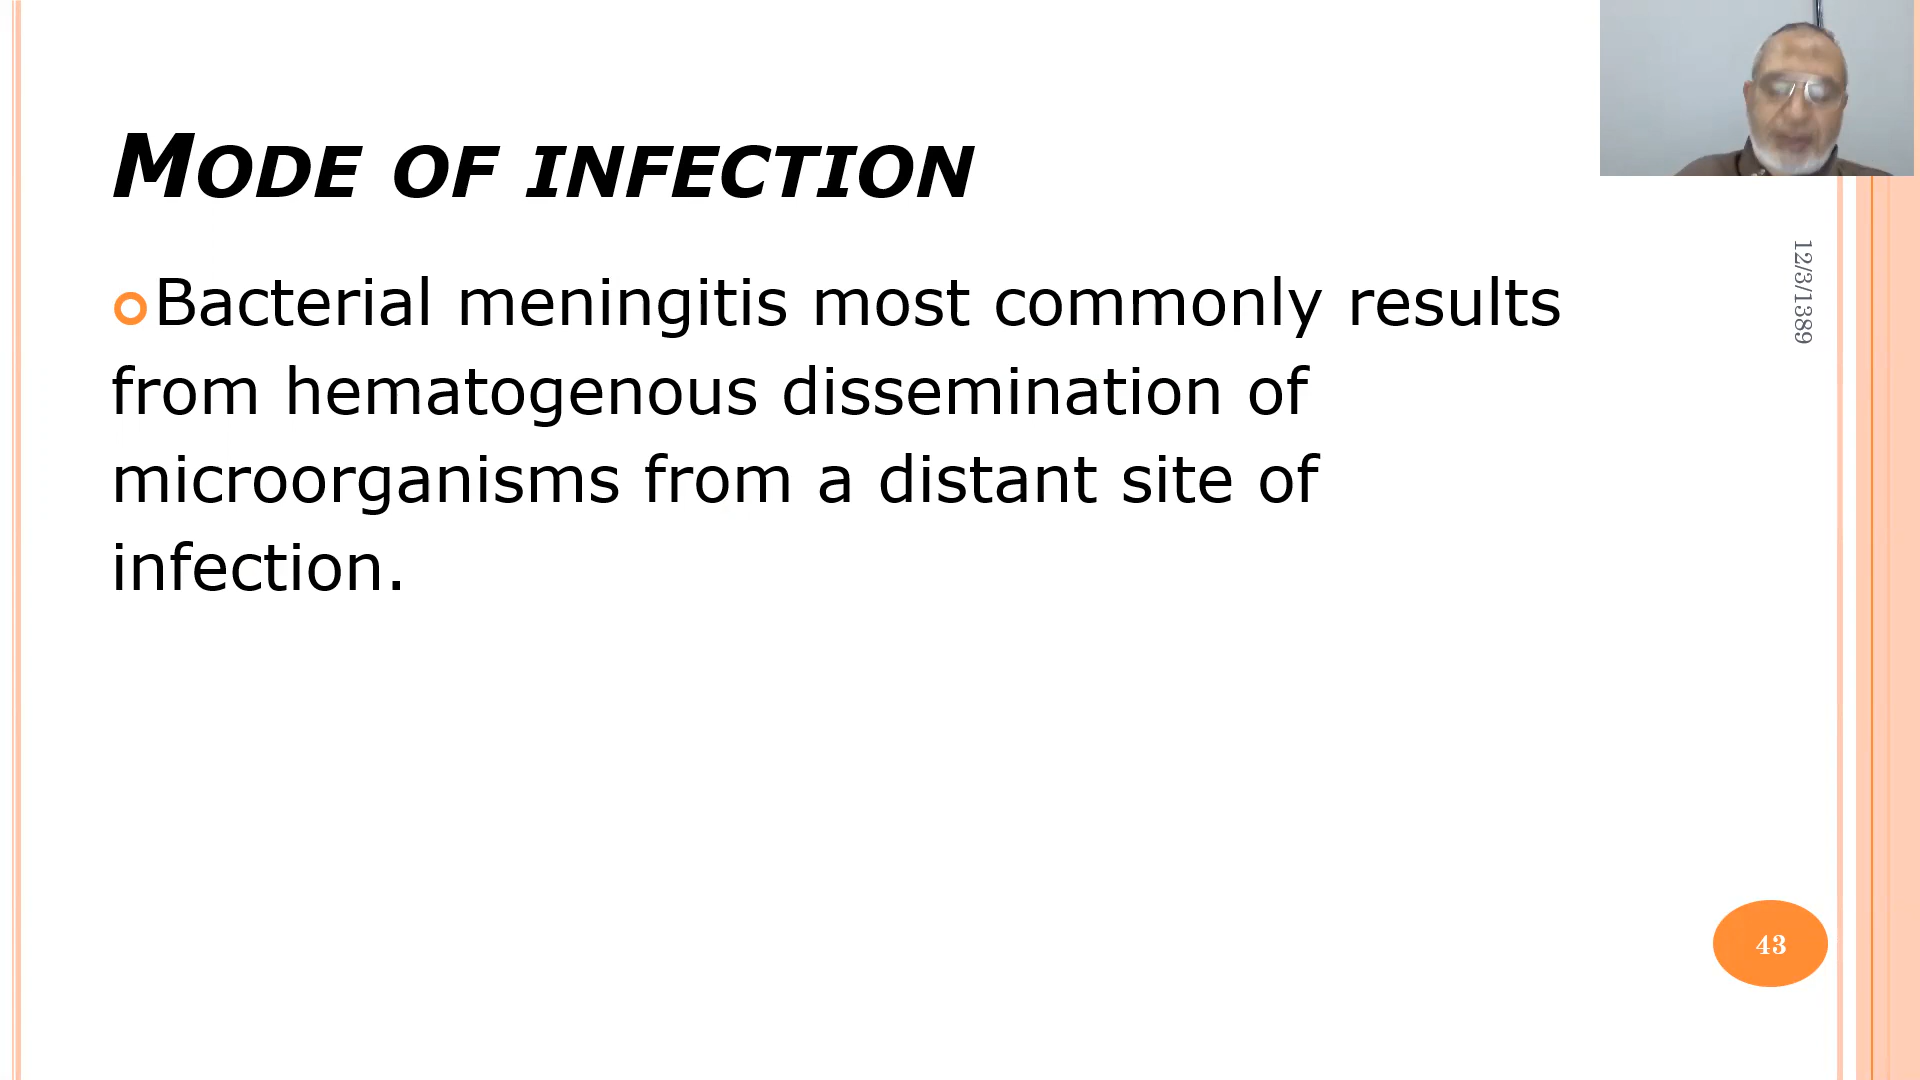 MODE OF INFECTION
Bacterial meningitis most commonly results
from hematogenous dissemination of
microorganisms from a distant site of
infection.
12/3/1389
43